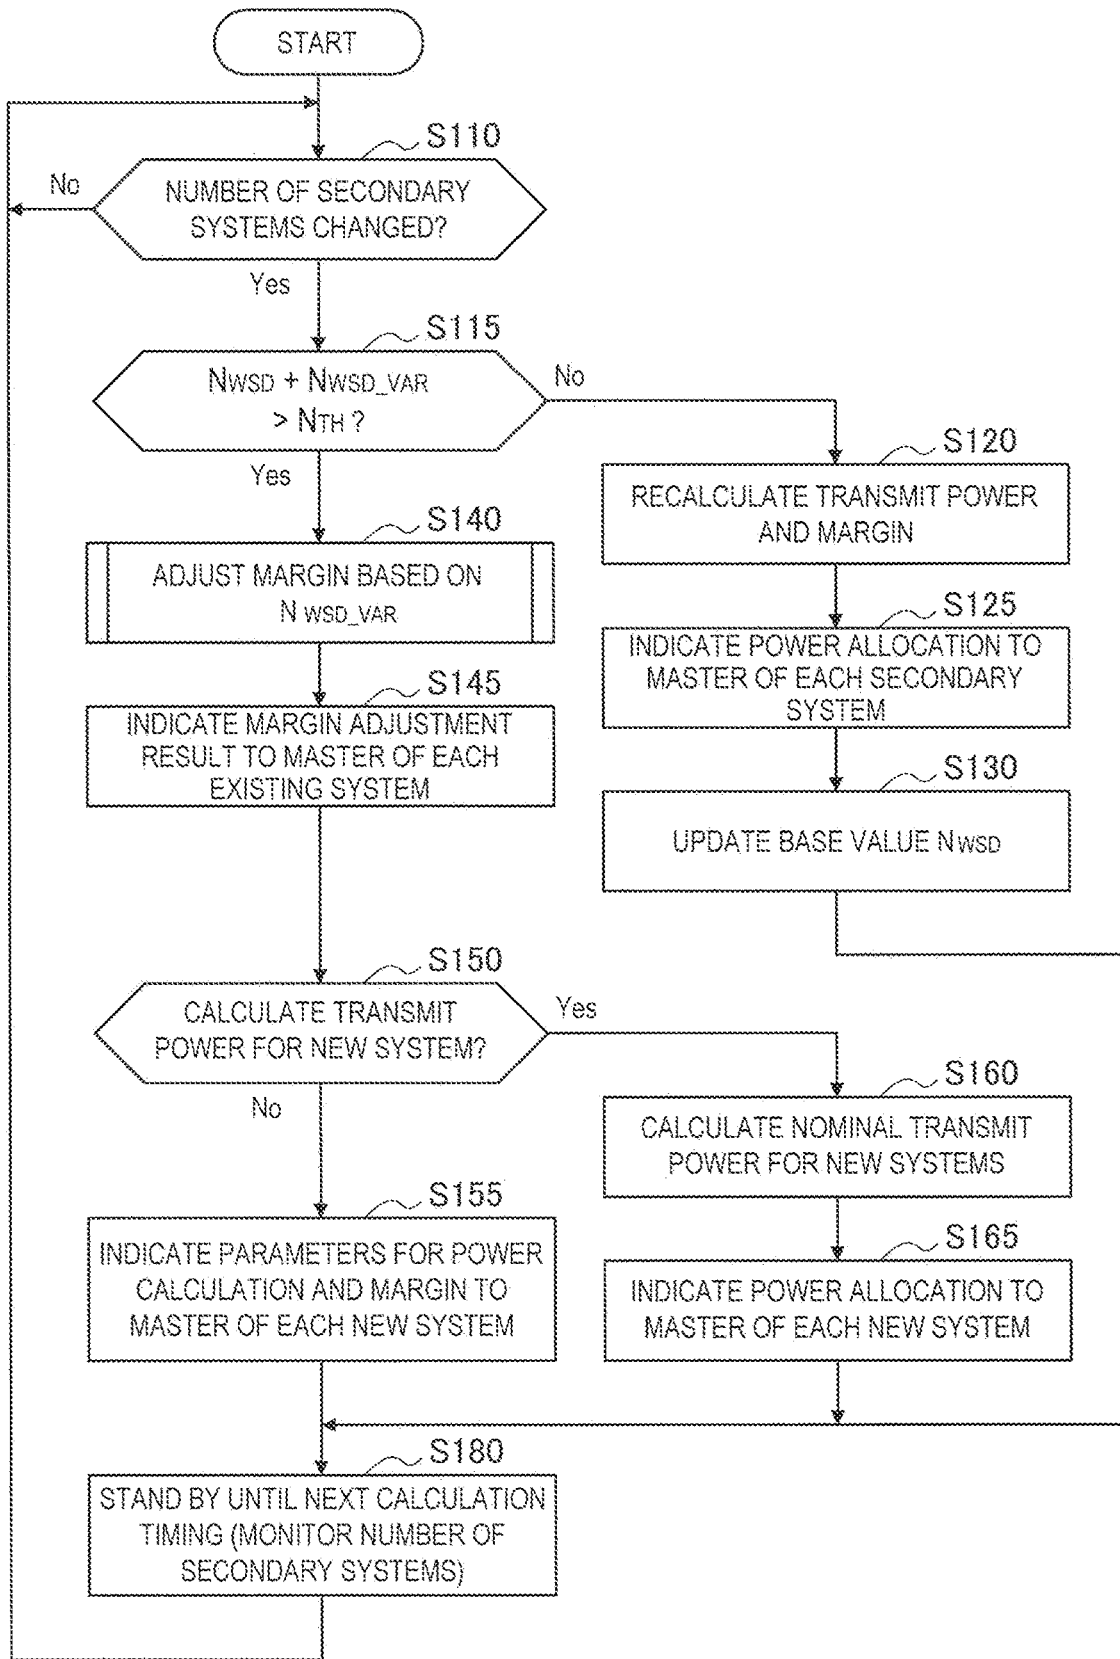 START
S110
No
NUMBER OF SECONDARY
SYSTEMS CHANGED?
Yes
S115
NWSD + NWSD_VAR
> NTH ?
No
Yes
S120
RECALCULATE TRANSMIT POWER
AND MARGIN
S140
ADJUST MARGIN BASED ON
N WSD_VAR
S125
INDICATE POWER ALLOCATION TO
MASTER OF EACH SECONDARY
SYSTEM
S145
INDICATE MARGIN ADJUSTMENT
RESULT TO MASTER OF EACH
EXISTING SYSTEM
S130
UPDATE BASE VALUE NWSD
S150
CALCULATE TRANSMIT
POWER FOR NEW SYSTEM?
Yes
No
S160
CALCULATE NOMINAL TRANSMIT
POWER FOR NEW SYSTEMS
S155
INDICATE PARAMETERS FOR POWER
CALCULATION AND MARGIN TO
MASTER OF EACH NEW SYSTEM
S165
INDICATE POWER ALLOCATION TO
MASTER OF EACH NEW SYSTEM
S180
STAND BY UNTIL NEXT CALCULATION
TIMING (MONITOR NUMBER OF
SECONDARY SYSTEMS)